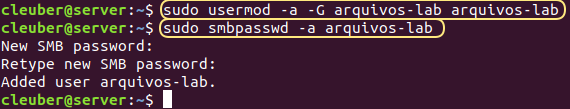 cleuber@server:~$ sudo usermod -a -G arquivos-lab arquivos-lab
cleuber@server:~$ sudo smbpasswd -a arquivos-lab
New SMB password:
Retype new SMB password:
Added user arquivos-lab.
cleuber@server:~$